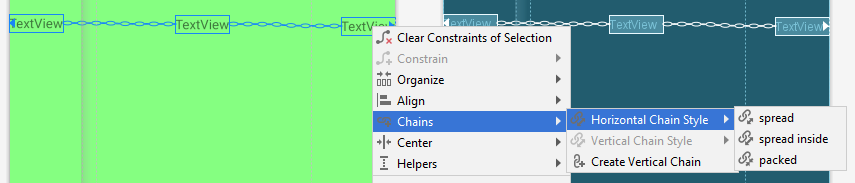 TextView TextView TextView TextView TextView TextView
Clear Constraints of Selection
Constrain
Organize
Align
Chains
Center
Helpers
Horizontal Chain Style
Vertical Chain Style
Create Vertical Chain
spread
spread inside
packed